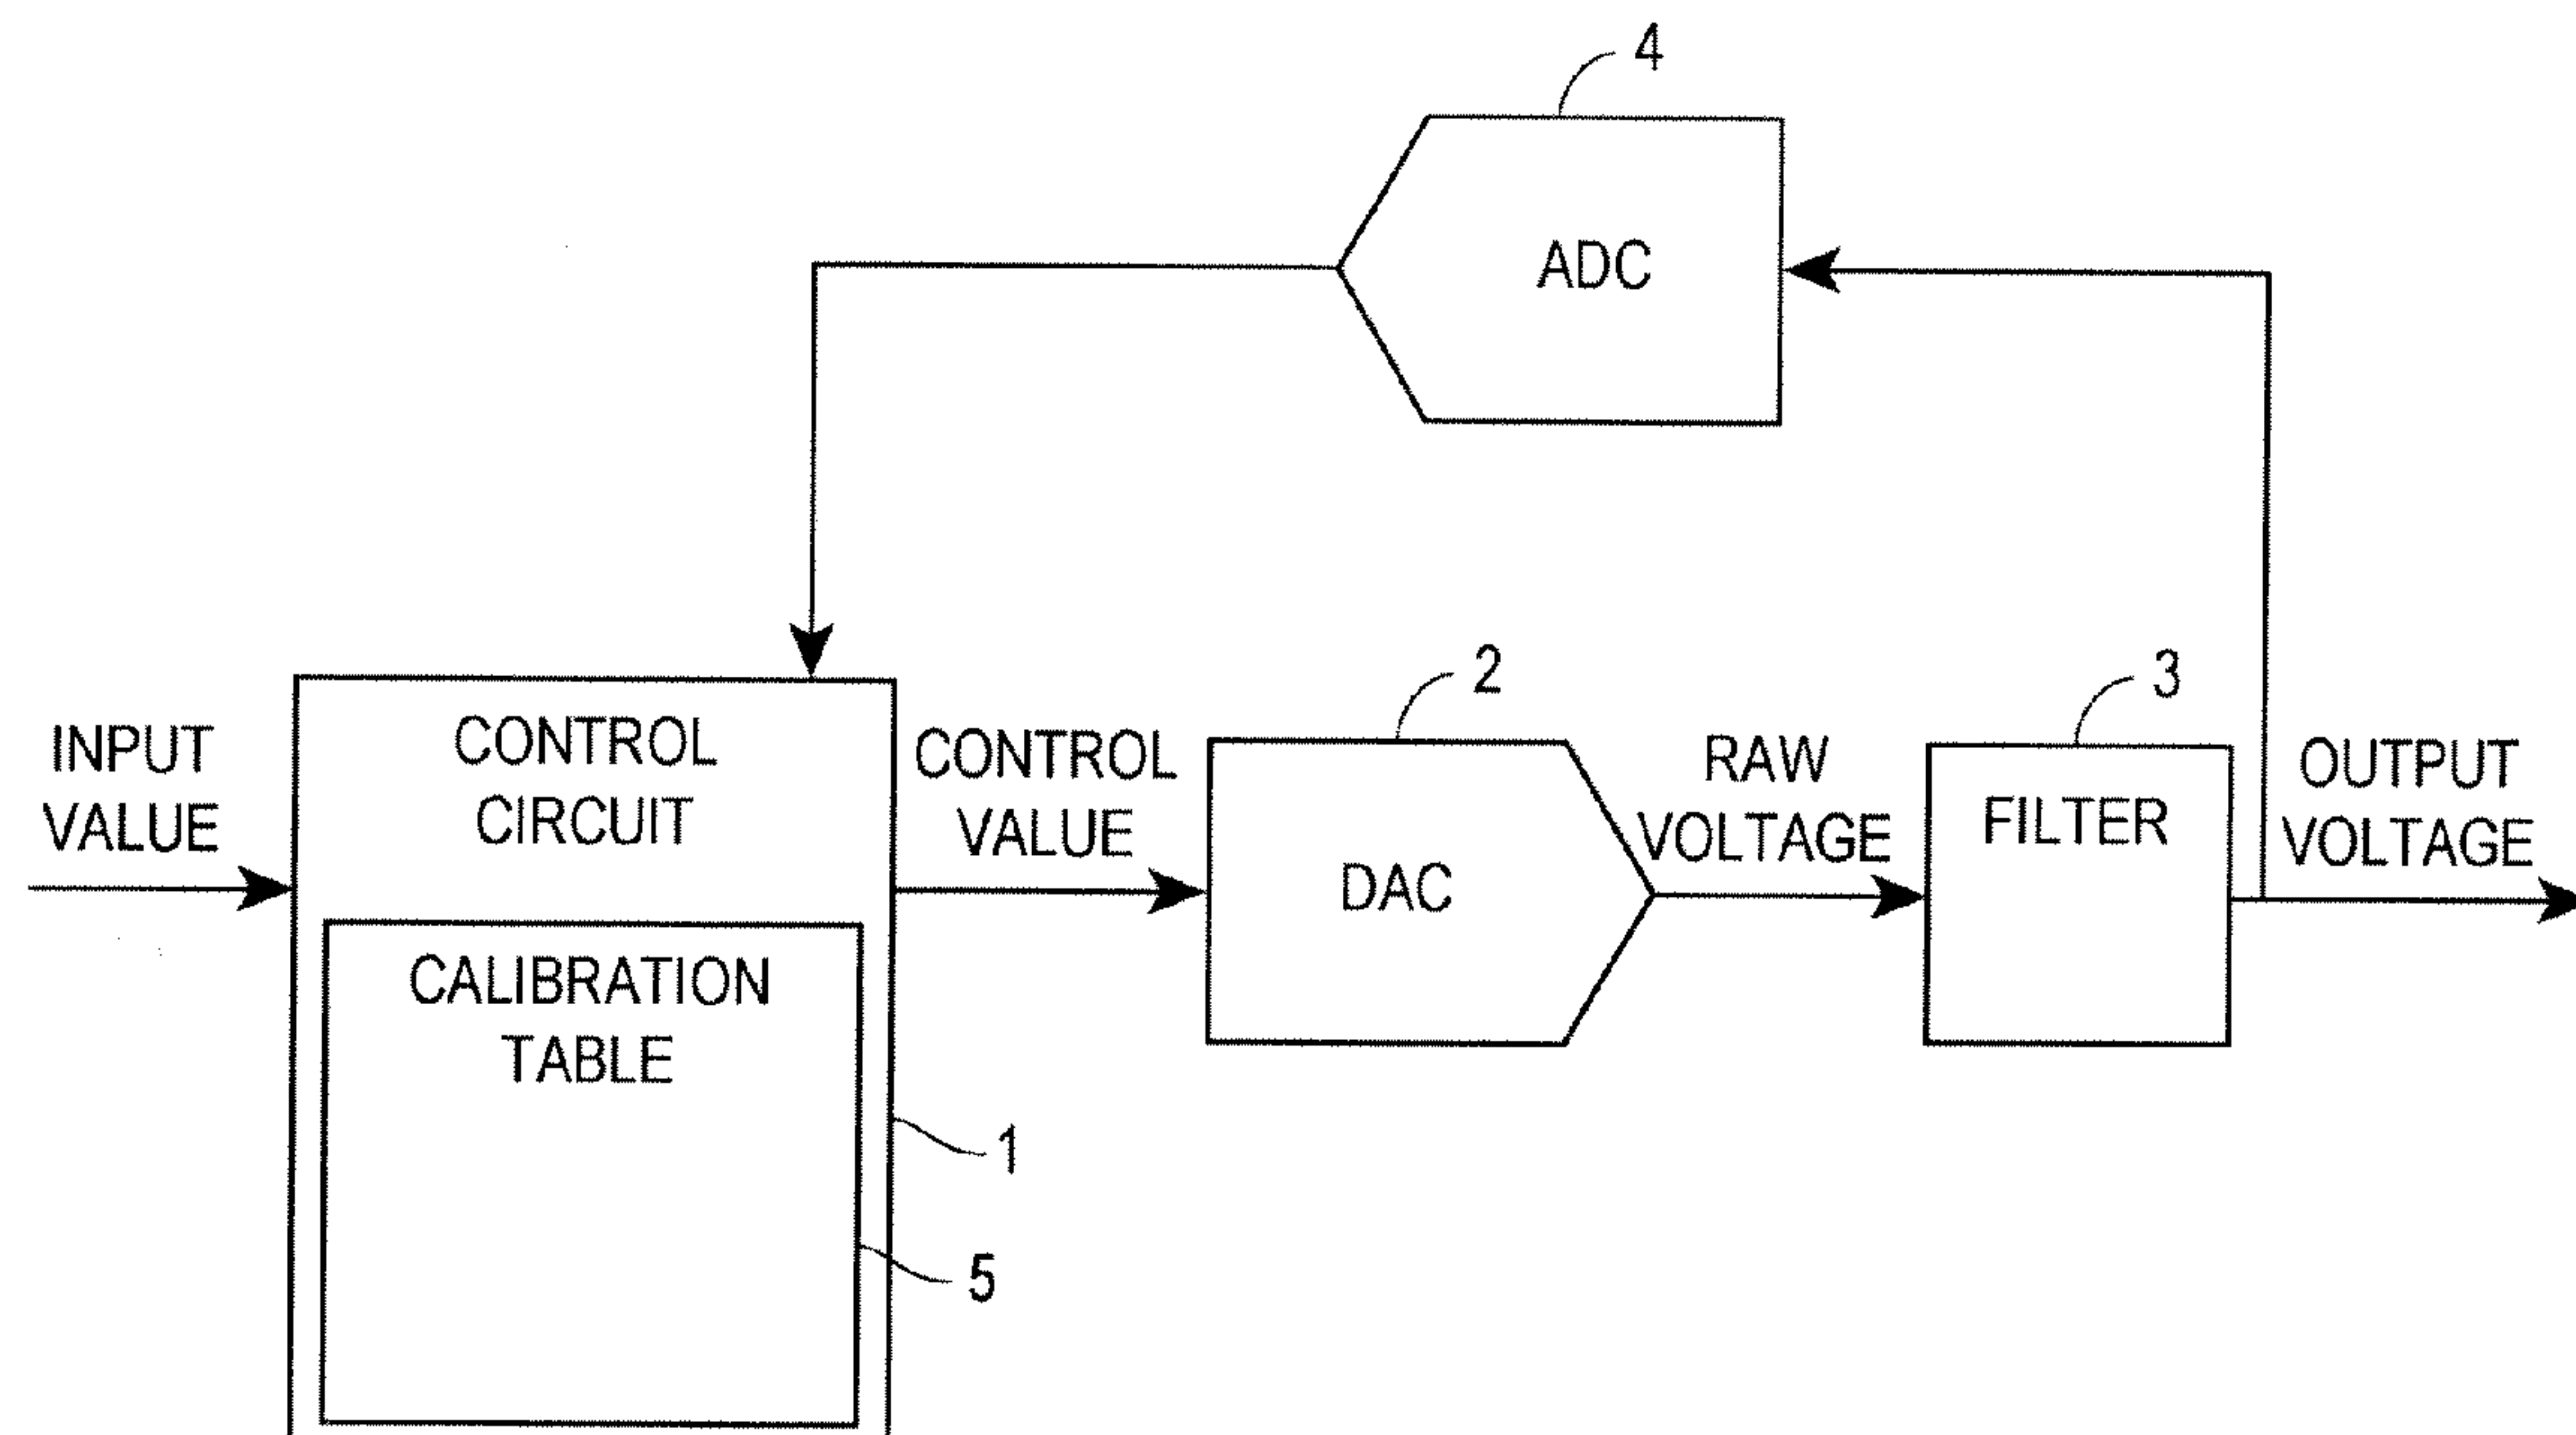 4
ADC
2
3
INPUT
VALUE
CONTROL
CIRCUIT
CONTROL
VALUE
DAC
RAW
VOLTAGE
FILTER
OUTPUT
VOLTAGE
CALIBRATION
TABLE
1
5